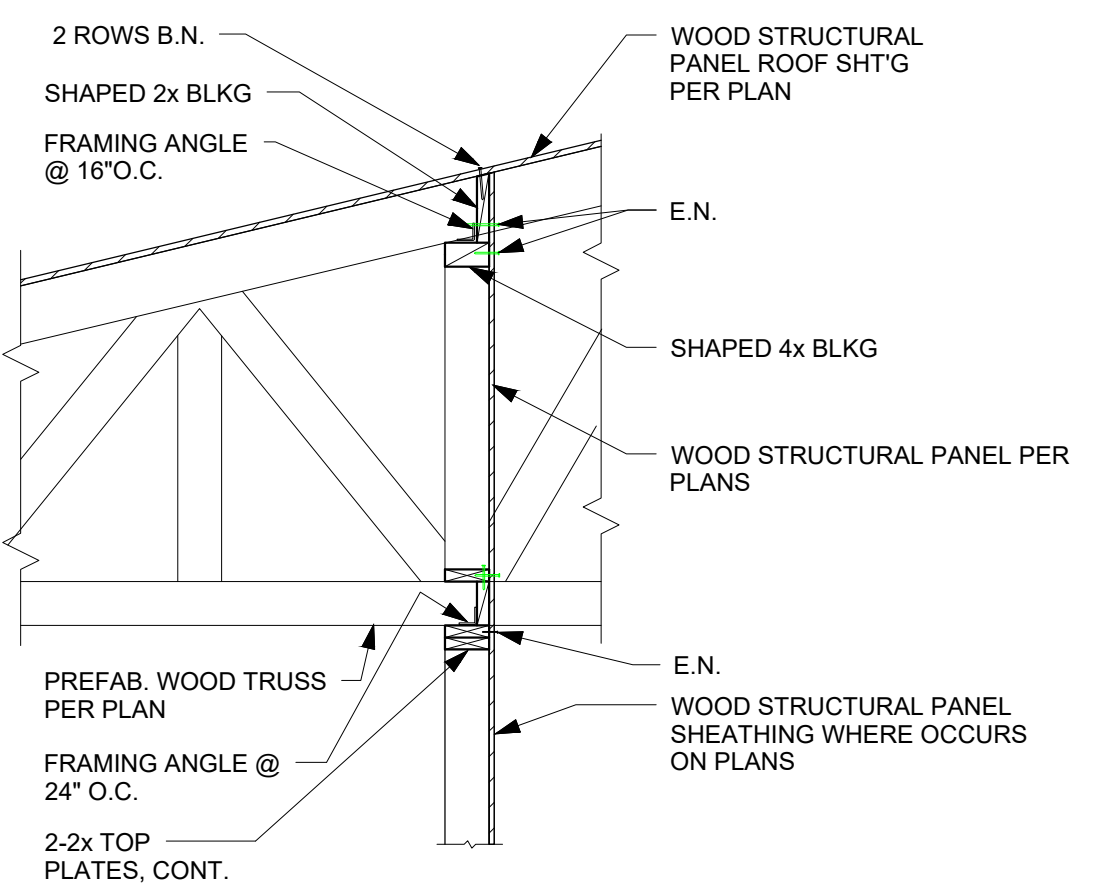 2 ROWS B.N.
SHAPED 2x BLKG
FRAMING ANGLE
@ 16"O.C.
WOOD STRUCTURAL
PANEL ROOF SHT'G
PER PLAN
E.N.
SHAPED 4x BLKG
WOOD STRUCTURAL PANEL PER
PLANS
PREFAB. WOOD TRUSS
PER PLAN
FRAMING ANGLE @
24" O.C.
2-2x TOP
PLATES, CONT.
E.N.
WOOD STRUCTURAL PANEL
SHEATHING WHERE OCCURS
ON PLANS